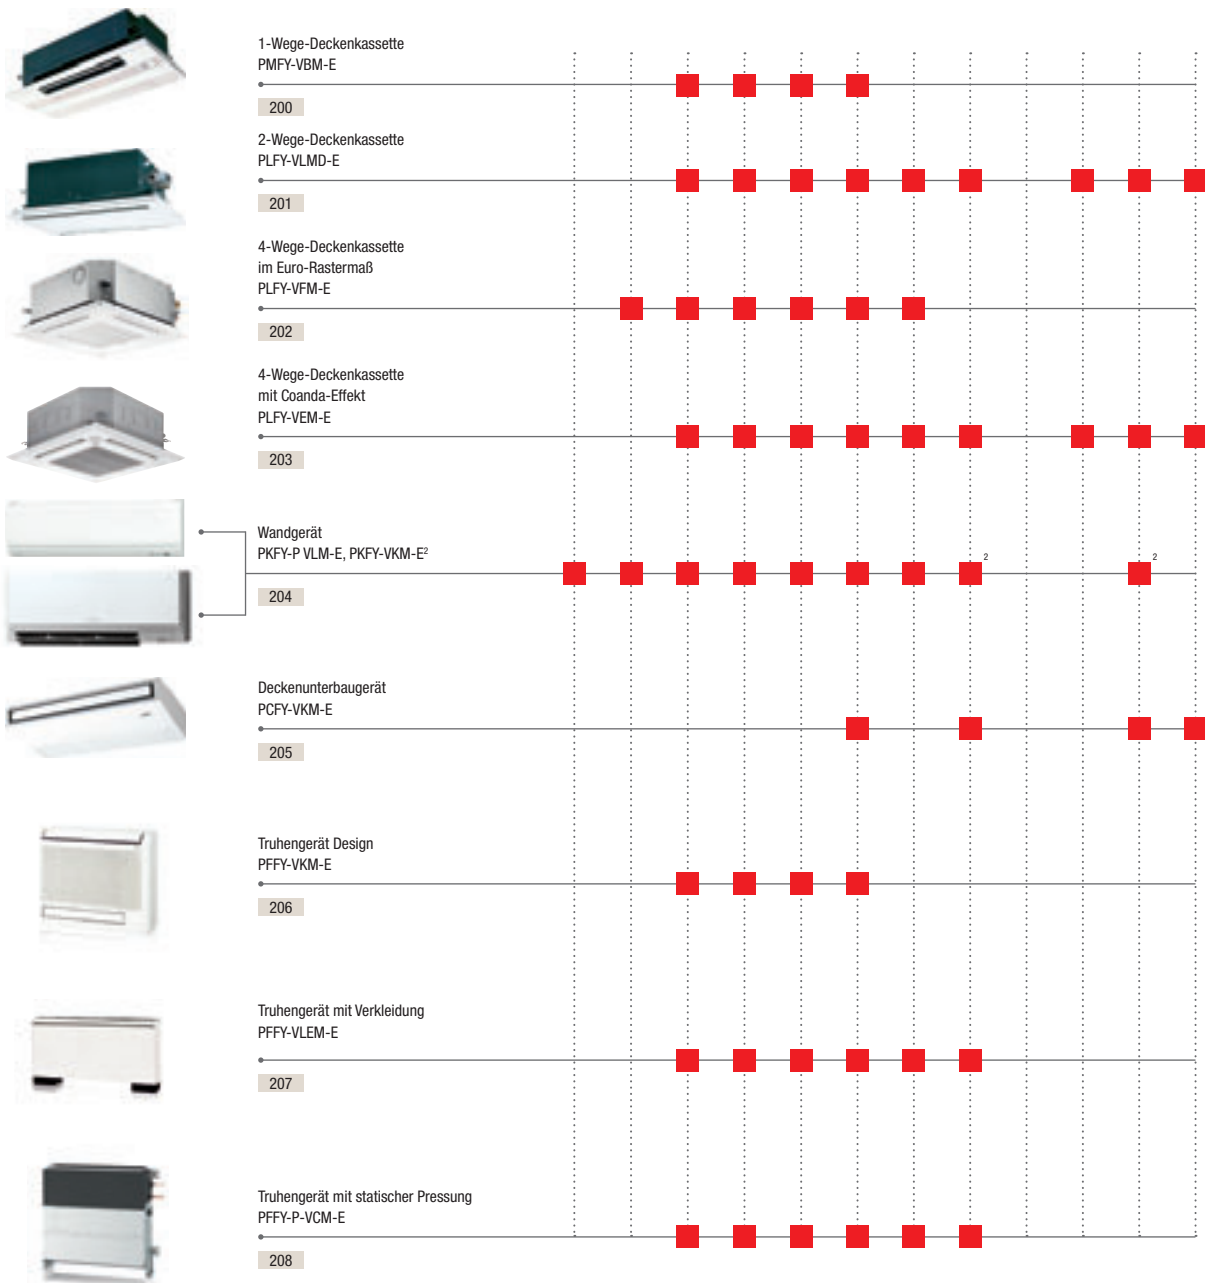 1-Wege-Deckenkassette
PMFY-VBM-E
200
2-Wege-Deckenkassette
PLFY-VLMD-E
201
4-Wege-Deckenkassette
im Euro-Rastermaß
PLFY-VFM-E
202
4-Wege-Deckenkassette
mit Coanda-Effekt
PLFY-VEM-E
203
Wandgerät
PKFY-P VLM-E, PKFY-VKM-E²
2 2
204
Deckenunterbaugerät
PCFY-VKM-E
205
Truhengerät Design
PFFY-VKM-E
206
Truhengerät mit Verkleidung
PFFY-VLEM-E
207
Truhengerät mit statischer Pressung
PFFY-P-VCM-E
208